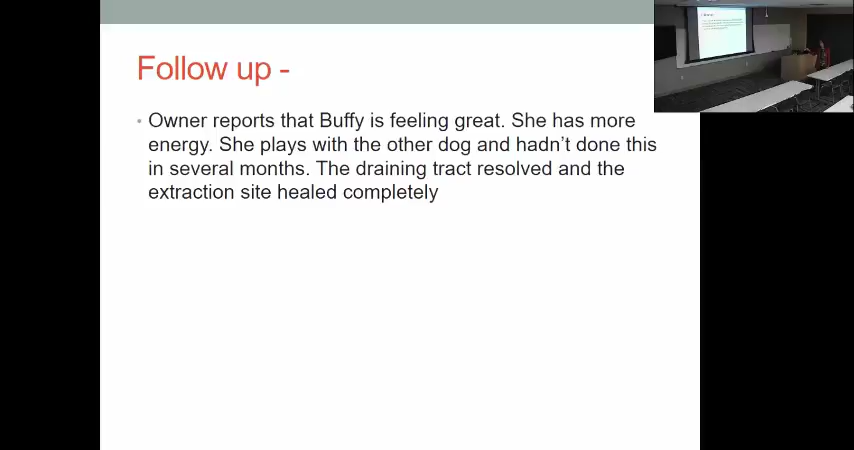 Follow up -
• Owner reports that Buffy is feeling great. She has more
energy. She plays with the other dog and hadn’t done this
in several months. The draining tract resolved and the
extraction site healed completely